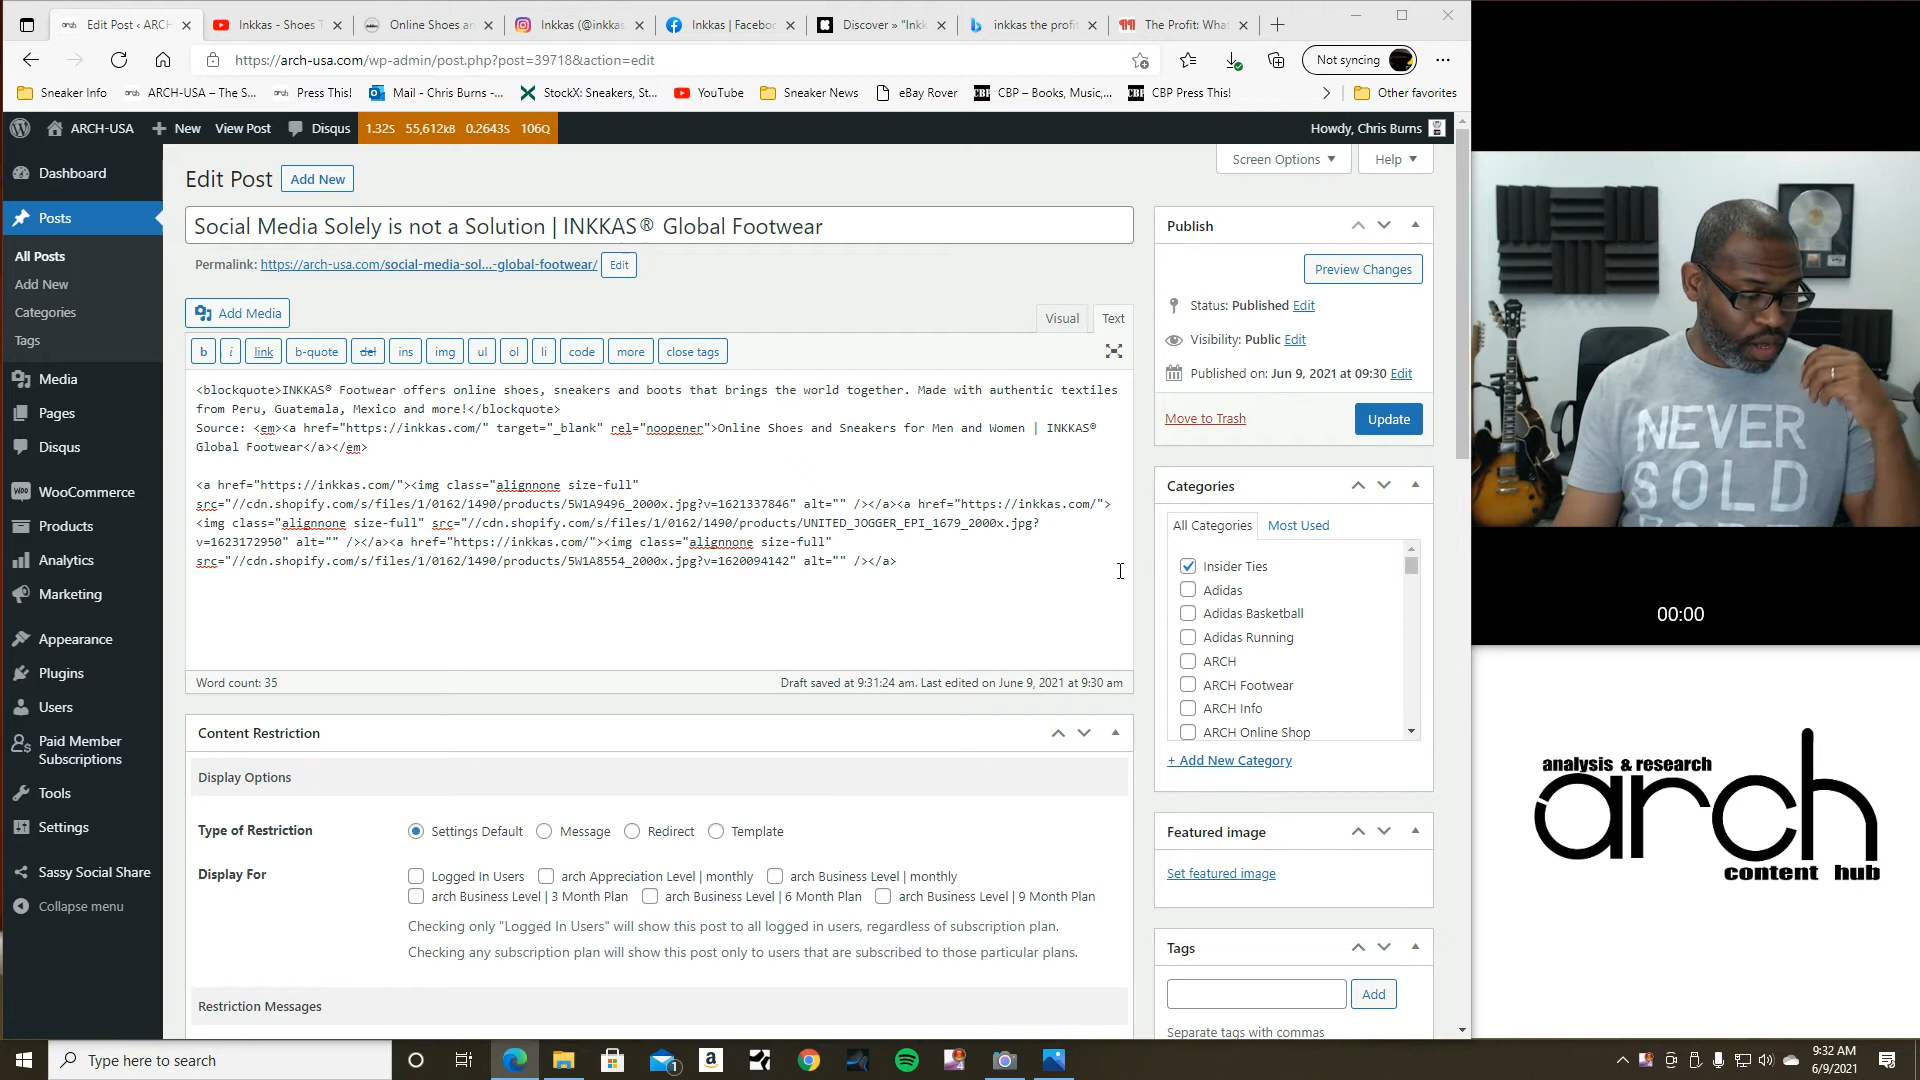 Edit Post ‹ ARCH
Inkkas - Shoes T
Online Shoes an
Inkkas (@inkkas
Inkkas | Facebo
Discover » "Inkk
inkkas the profit
The Profit: Wha
https://arch-usa.com/wp-admin/post.php?post=39718&action=edit
Not syncing
Sneaker Info
ARCH-USA – The S...
Press This!
Mail - Chris Burns -...
StockX: Sneakers, St...
YouTube
Sneaker News
eBay Rover
CBP – Books, Music,...
CBP Press This!
Other favorites
ARCH-USA
New
View Post
Disqus
1.32S 55,612KB 0.2643S 106Q
Howdy, Chris Burns
Dashboard
Posts
All Posts
Add New
Categories
Tags
Media
Pages
Disqus
WooCommerce
Products
Analytics
Marketing
Appearance
Plugins
Users
Paid Member
Subscriptions
Tools
Settings
Sassy Social Share
Collapse menu
Screen Options
Help
Edit Post
Add New
Social Media Solely is not a Solution | INKKAS® Global Footwear
Permalink: https://arch-usa.com/social-media-sol...-global-footwear/ Edit
Add Media
Visual
Text
b i link b-quote del ins img ul ol li code more close tags
<blockquote>INKKAS® Footwear offers online shoes, sneakers and boots that brings the world together. Made with authentic textiles
from Peru, Guatemala, Mexico and more!</blockquote>
Source: <em><a href="https://inkkas.com/" target="_blank" rel="noopener">Online Shoes and Sneakers for Men and Women | INKKAS®
Global Footwear</a></em>
<a href="https://inkkas.com/"><img class="alignnone size-full"
src="//cdn.shopify.com/s/files/1/0162/1490/products/5W1A9496_2000x.jpg?v=1621337846" alt="" /></a><a href="https://inkkas.com/">
<img class="alignnone size-full" src="//cdn.shopify.com/s/files/1/0162/1490/products/UNITED_JOGGER_EPI_1679_2000x.jpg?
v=1623172950" alt="" /></a><a href="https://inkkas.com/"><img class="alignnone size-full"
src="//cdn.shopify.com/s/files/1/0162/1490/products/5W1A8554_2000x.jpg?v=1620094142" alt="" /></a>
Word count: 35
Draft saved at 9:31:24 am. Last edited on June 9, 2021 at 9:30 am
Content Restriction
Display Options
Type of Restriction
Settings Default
Message
Redirect
Template
Display For
Logged In Users
arch Appreciation Level | monthly
arch Business Level | monthly
arch Business Level | 3 Month Plan
arch Business Level | 6 Month Plan
arch Business Level | 9 Month Plan
Checking only "Logged In Users" will show this post to all logged in users, regardless of subscription plan.
Checking any subscription plan will show this post only to users that are subscribed to those particular plans.
Restriction Messages
Publish
Preview Changes
Status: Published Edit
Visibility: Public Edit
Published on: Jun 9, 2021 at 09:30 Edit
Move to Trash
Update
Categories
All Categories
Most Used
Insider Ties
Adidas
Adidas Basketball
Adidas Running
ARCH
ARCH Footwear
ARCH Info
ARCH Online Shop
+ Add New Category
Featured image
Set featured image
Tags
Add
Separate tags with commas
NEVER
SOLD
00:00
analysis & research
arch
content hub
Type here to search
9:32 AM
6/9/2021